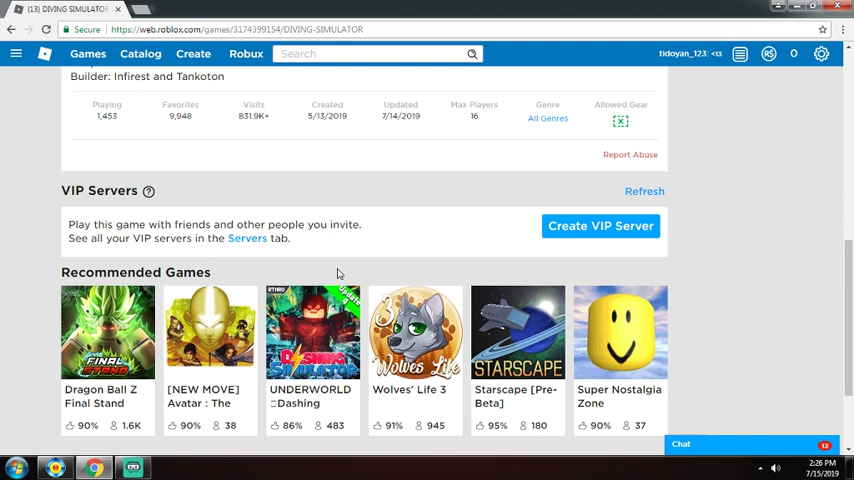 (13) DIVING SIMULATOR -
Secure | https://web.roblox.com/games/3174399154/DIVING-SIMULATOR
Games Catalog Create Robux Search tidoyan_123: <13 R$ 0
Builder: Infirest and Tankoton
Playing Favorites Visits Created Updated Max Players Genre Allowed Gear
1,453 9,948 831.9K+ 5/13/2019 7/14/2019 16 All Genres
Report Abuse
VIP Servers ?
Refresh
Play this game with friends and other people you invite.
See all your VIP servers in the Servers tab.
Create VIP Server
Recommended Games
FINAL STAND
RTHRO
Update 4
DASHING SIMULATOR
3
Wolves Life
STARSCAPE
Dragon Ball Z Final Stand
[NEW MOVE] Avatar : The
UNDERWORLD Dashing
Wolves' Life 3
Starscape [Pre-Beta]
Super Nostalgia Zone
90% 1.6K
90% 38
86% 483
91% 945
95% 180
90% 37
Chat 13
2:26 PM
7/15/2019